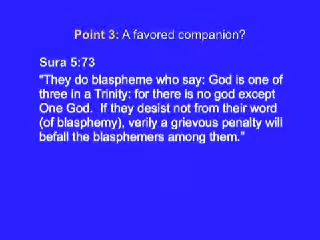 Point 3: A favored companion?
Sura 5:73
"They do blaspheme who say: God is one of
three in a Trinity: for there is no god except
One God.  If they desist not from their word
(of blasphemy), verily a grievous penalty will
befall the blasphemers among them."